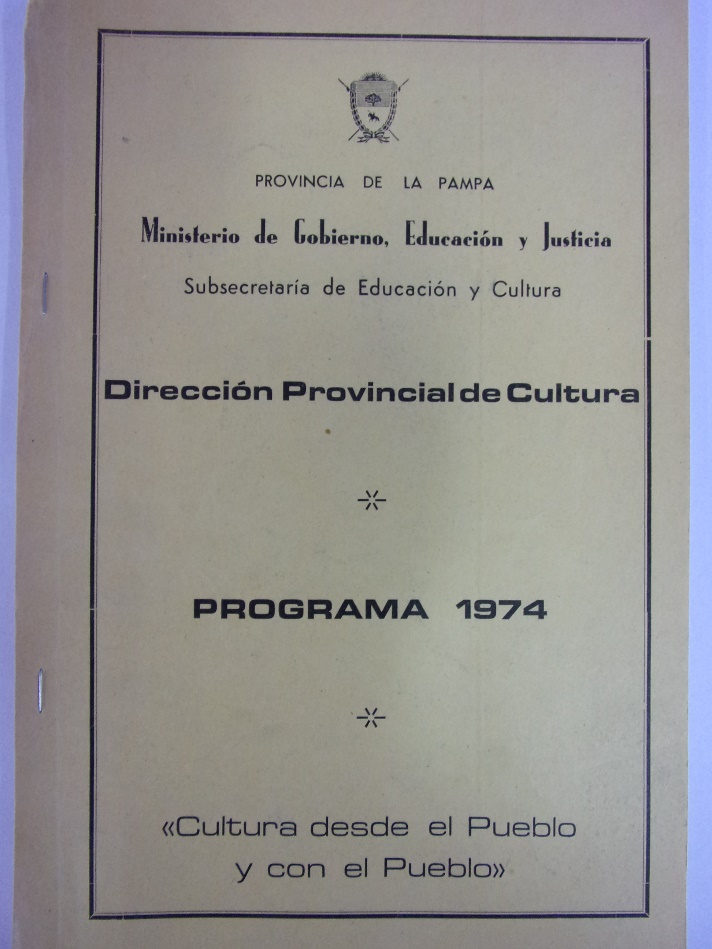 PROVINCIA DE LA PAMPA
Ministerio de Gobierno, Educación y Justicia
Subsecretaría de Educación y Cultura
Dirección Provincial de Cultura
PROGRAMA 1974
«Cultura desde el Pueblo
y con el Pueblo»